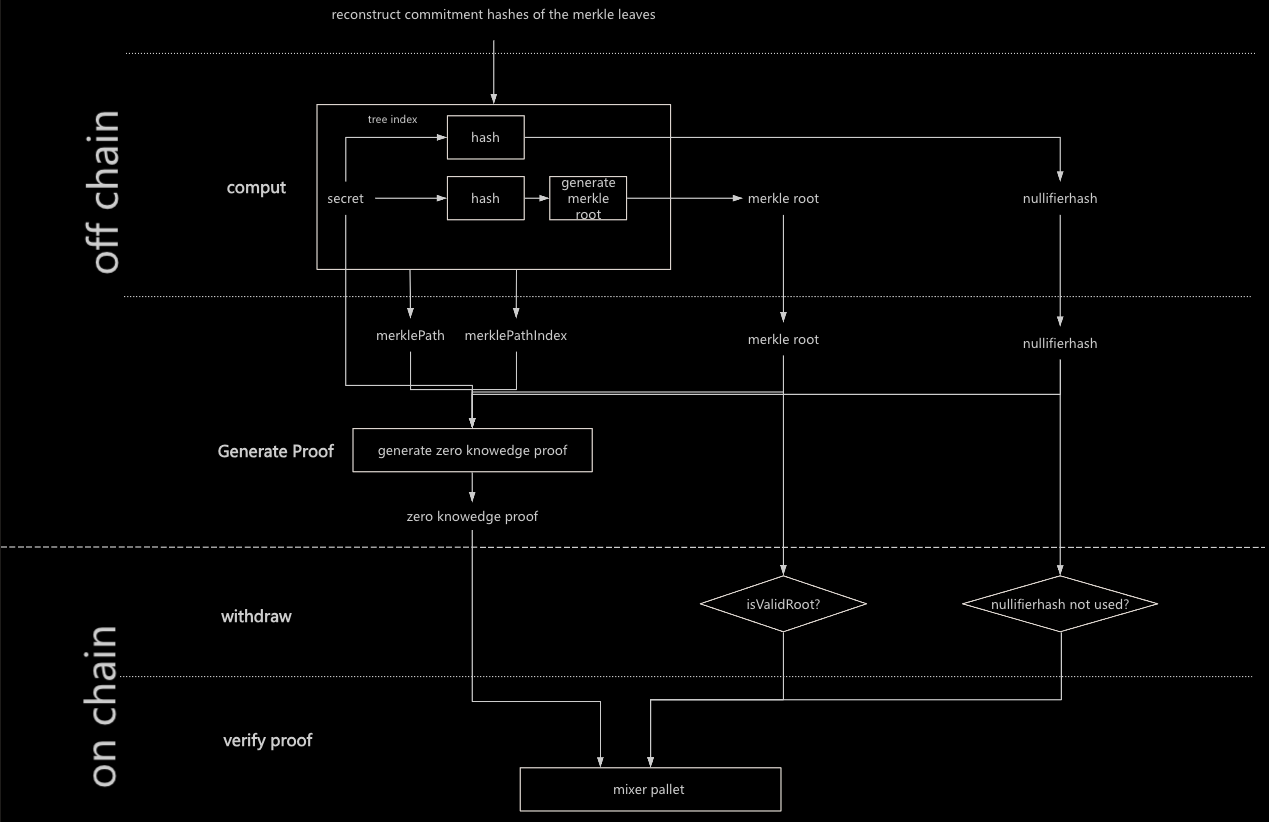 reconstruct commitment hashes of the merkle leaves
off chain
tree index
hash
comput
secret
hash
generate
merkle
root
merkle root
nullifierhash
merklePath
merklePathIndex
merkle root
nullifierhash
Generate Proof
generate zero knowedge proof
zero knowedge proof
on chain
withdraw
isValidRoot?
nullifierhash not used?
verify proof
mixer pallet